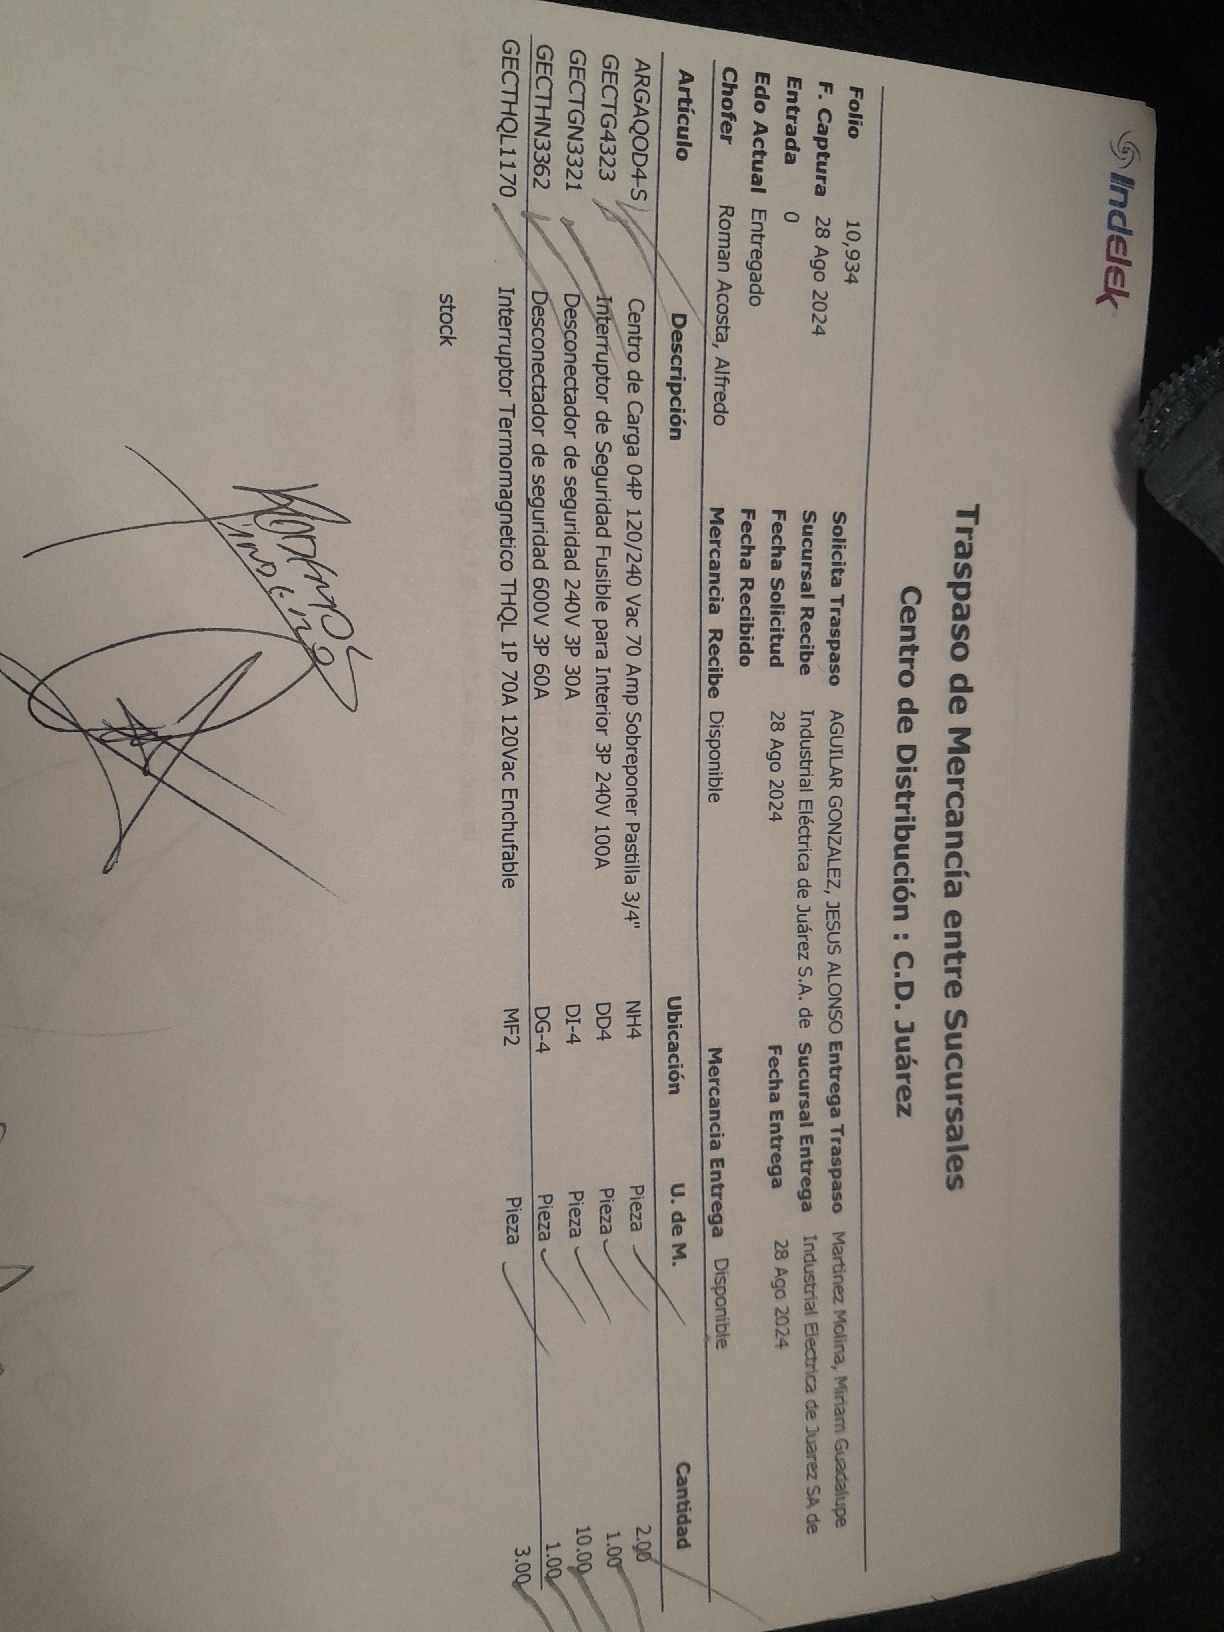 Indelek
Traspaso de Mercancía entre Sucursales
Centro de Distribución : C.D. Juárez
Folio 10,934 Solicita Traspaso AGUILAR GONZALEZ, JESUS ALONSO Entrega Traspaso Martinez Molina, Miriam Guadalupe
F. Captura 28 Ago 2024 Sucursal Recibe Industrial Eléctrica de Juárez S.A. de Sucursal Entrega Industrial Electrica de Juarez SA de
Entrada 0 Fecha Solicitud 28 Ago 2024 Fecha Entrega 28 Ago 2024
Edo Actual Entregado Fecha Recibido
Chofer Roman Acosta, Alfredo Mercancia Recibe Disponible Mercancia Entrega Disponible
Artículo Descripción Ubicación U. de M. Cantidad
ARGAQOD4-S Centro de Carga 04P 120/240 Vac 70 Amp Sobreponer Pastilla 3/4" NH4 Pieza 2.00
GECTG4323 Interruptor de Seguridad Fusible para Interior 3P 240V 100A DD4 Pieza 1.00
GECTGN3321 Desconectador de seguridad 240V 3P 30A DI-4 Pieza 10.00
GECTHN3362 Desconectador de seguridad 600V 3P 60A DG-4 Pieza 1.00
GECTHQL1170 Interruptor Termomagnetico THQL 1P 70A 120Vac Enchufable MF2 Pieza 3.00
stock